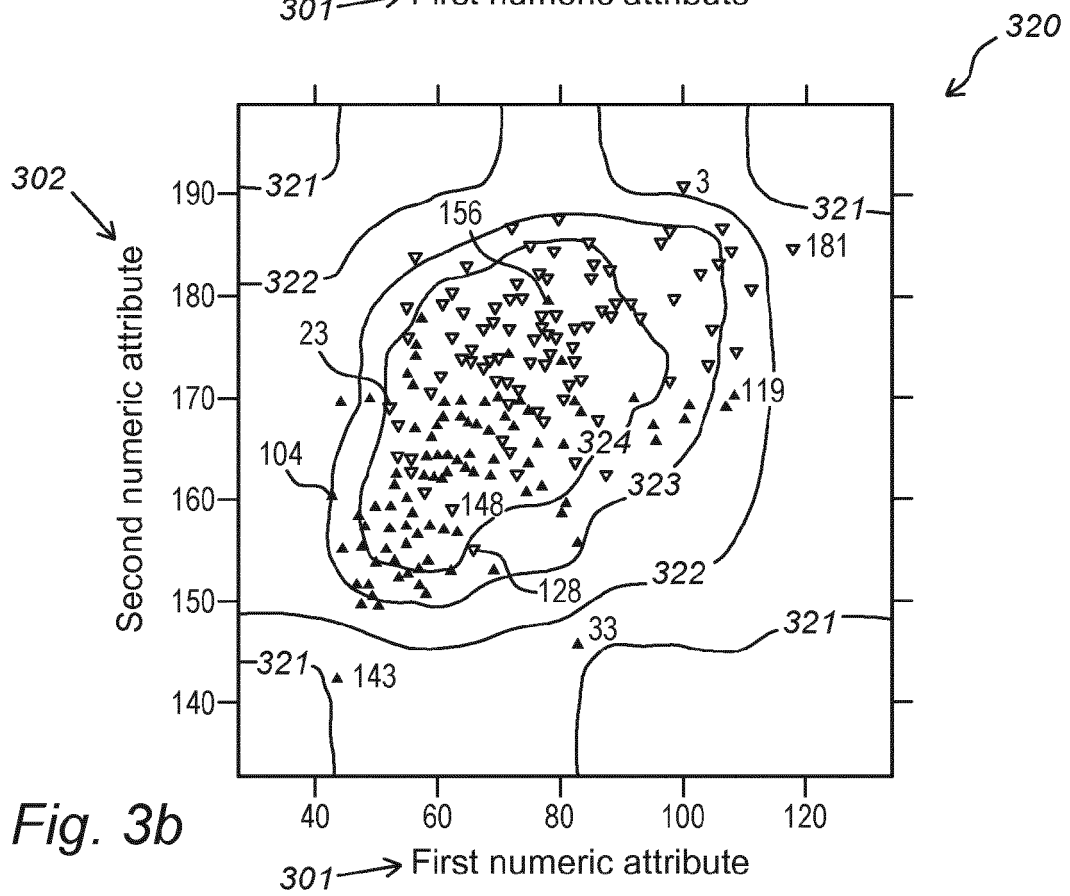 301 First numeric attribute
320
302
190 321 3
156 321
181
322
180
23
Second numeric attribute
170 119
104 324
323
160 148
322
128
150
33 321
321 143
140
40 60 80 100 120
Fig. 3b
301 First numeric attribute